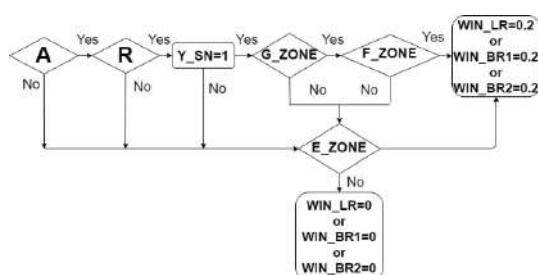 A
Yes
R
Yes
Y_SN=1
Yes
G_ZONE
Yes
F_ZONE
Yes
WIN_LR=0.2
or
WIN_BR1=0.2
or
WIN_BR2=0.2
No
No
No
No
No
E_ZONE
No
WIN_LR=0
or
WIN_BR1=0
or
WIN_BR2=0